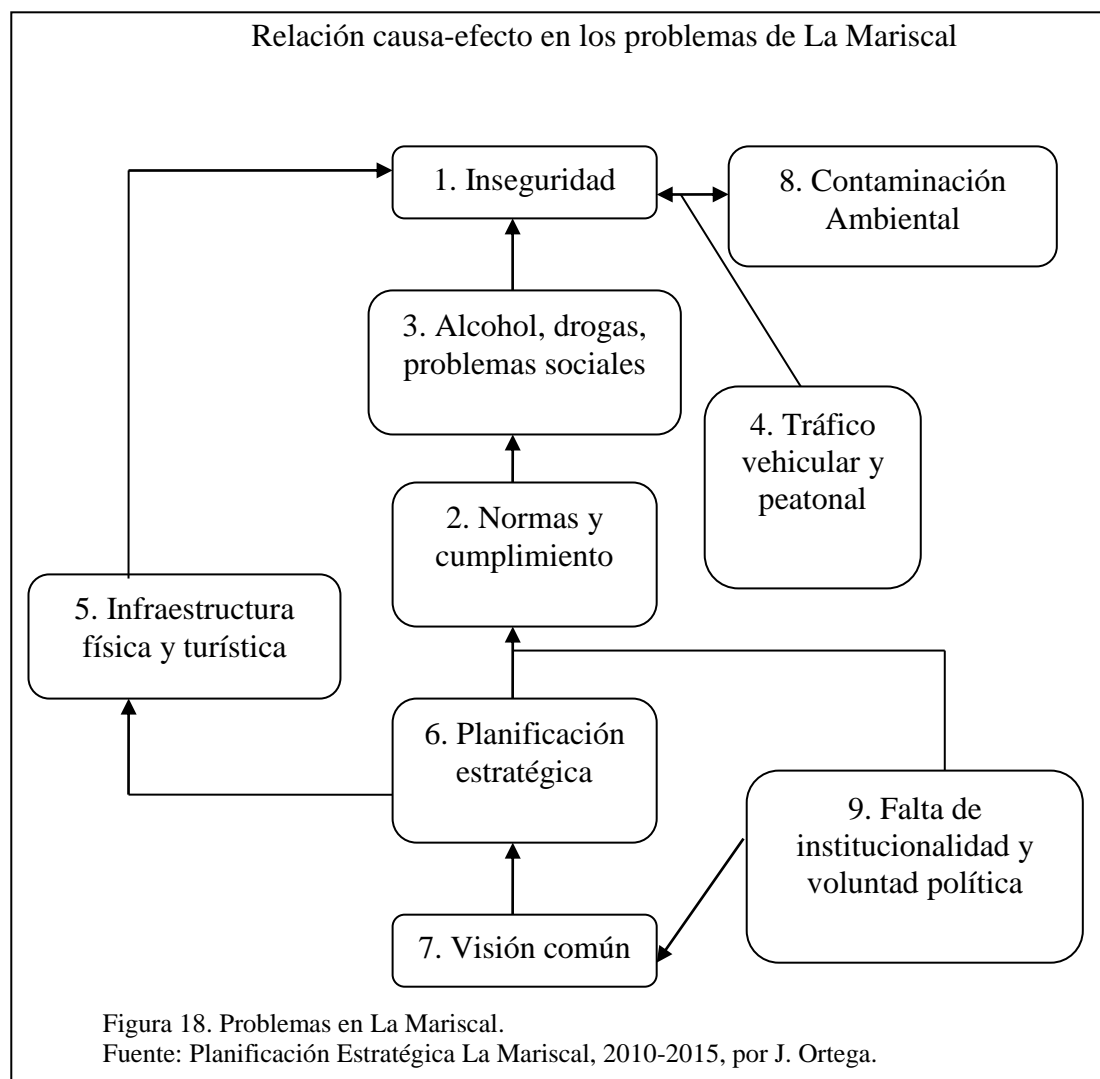 Relación causa-efecto en los problemas de La Mariscal
1. Inseguridad
8. Contaminación
Ambiental
3. Alcohol, drogas,
problemas sociales
4. Tráfico
vehicular y
peatonal
2. Normas y
cumplimiento
5. Infraestructura
física y turística
6. Planificación
estratégica
9. Falta de
institucionalidad y
voluntad política
7. Visión común
Figura 18. Problemas en La Mariscal.
Fuente: Planificación Estratégica La Mariscal, 2010-2015, por J. Ortega.